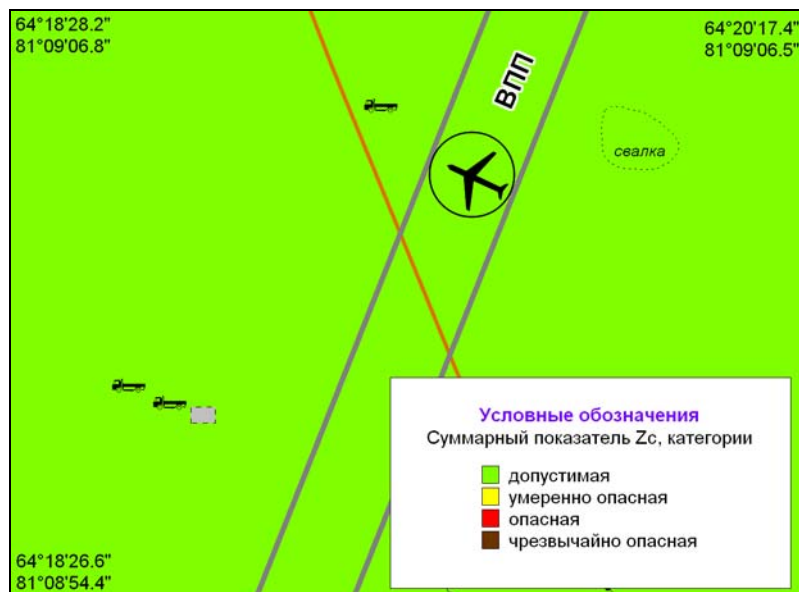 64°18'28.2"
81°09'06.8"
64°20'17.4"
81°09'06.5"
ВПП
свалка
Условные обозначения
Суммарный показатель Zc, категории
допустимая
умеренно опасная
опасная
чрезвычайно опасная
64°18'26.6"
81°08'54.4"